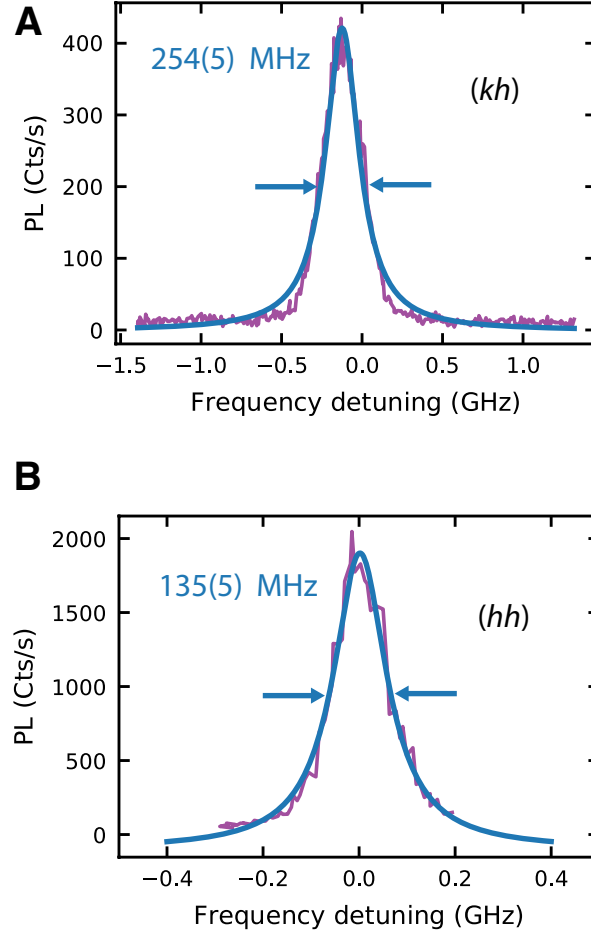 A
254(5) MHz
(kh)
PL (Cts/s)
400
300
200
100
0
−1.5 −1.0 −0.5 0.0 0.5 1.0
Frequency detuning (GHz)
B
135(5) MHz
(hh)
PL (Cts/s)
2000
1500
1000
500
0
−0.4 −0.2 0.0 0.2 0.4
Frequency detuning (GHz)